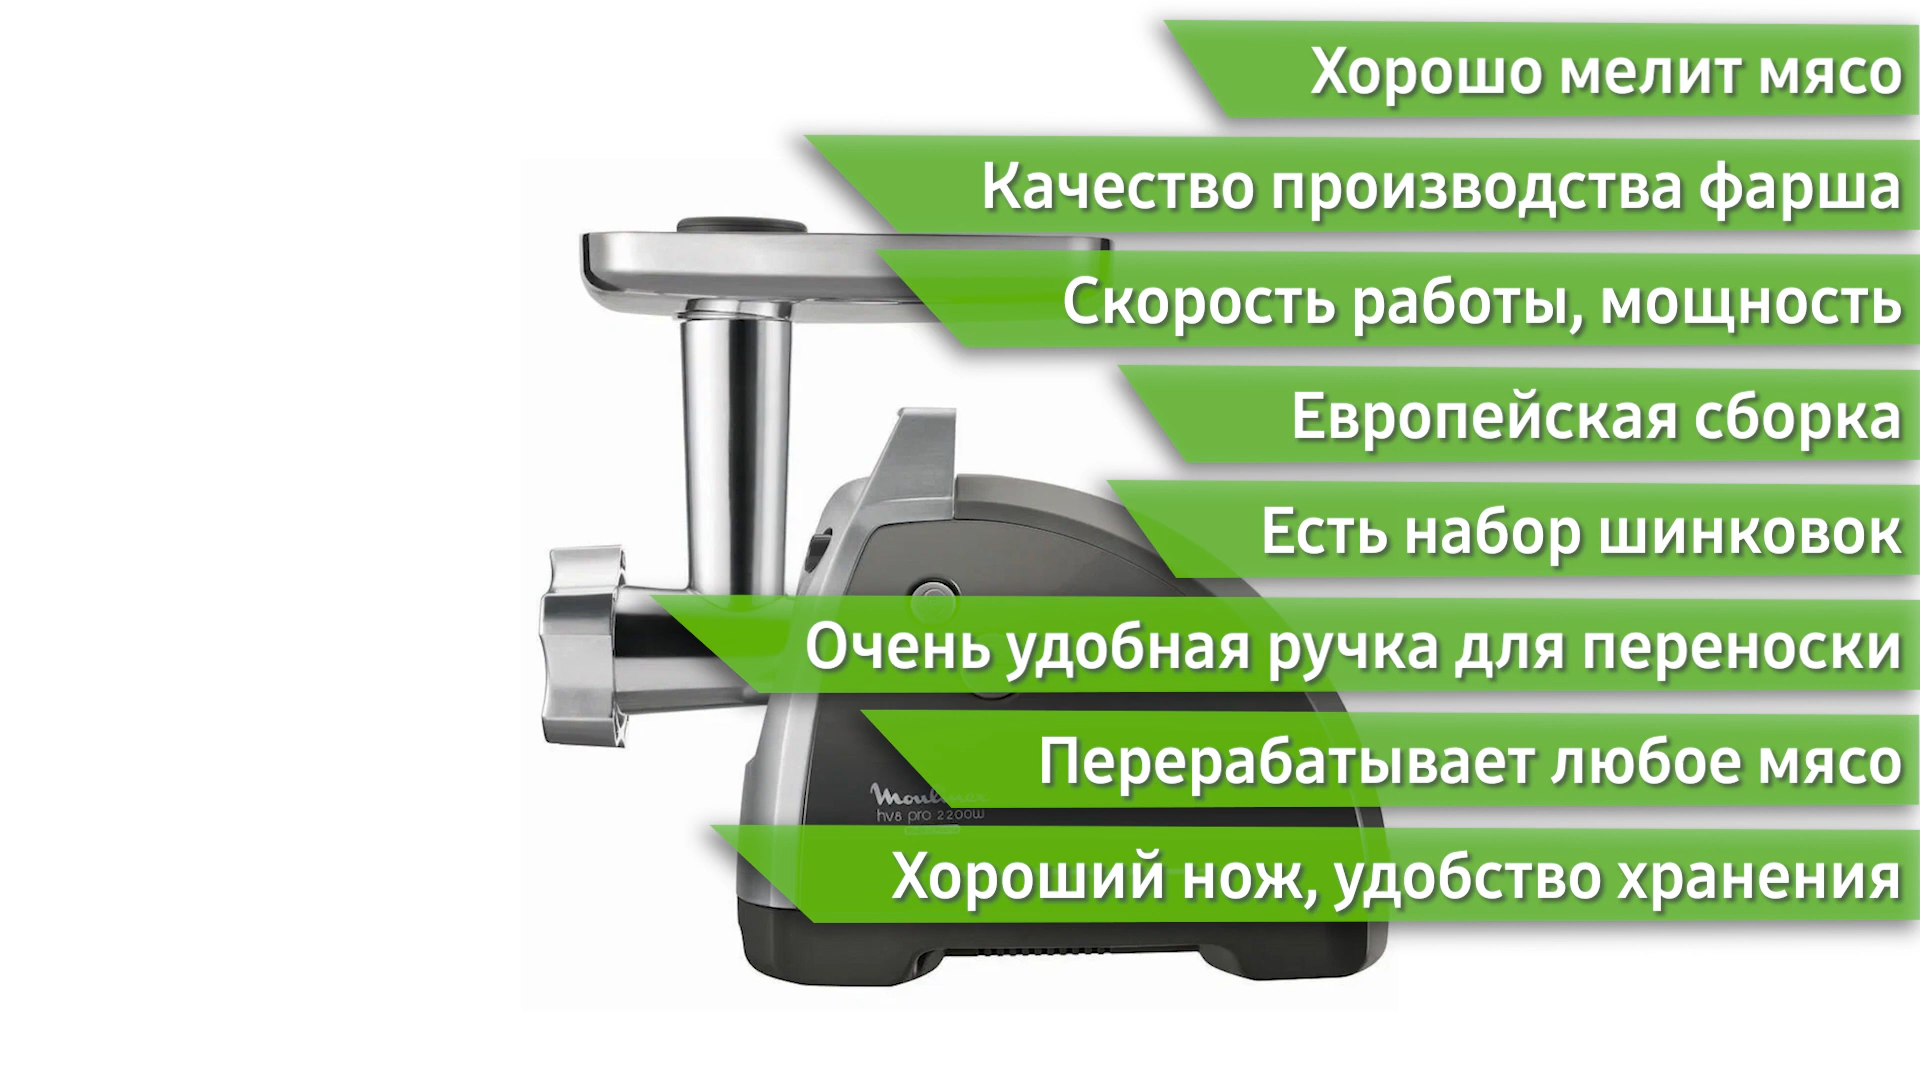 Хорошо мелит мясо
Качество производства фарша
Скорость работы, мощность
Европейская сборка
Есть набор шинковок
Очень удобная ручка для переноски
Перерабатывает любое мясо
hv8 pro 2200W
Хороший нож, удобство хранения